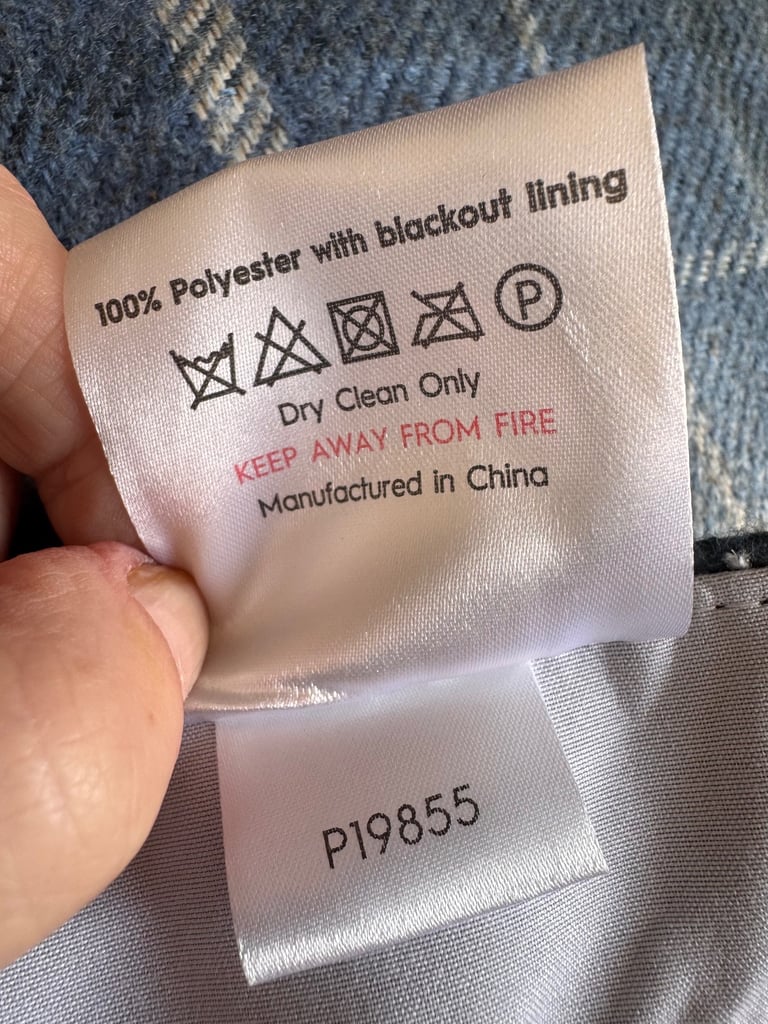 100% Polyester with blackout lining
P
Dry Clean Only
KEEP AWAY FROM FIRE
Manufactured in China
P19855